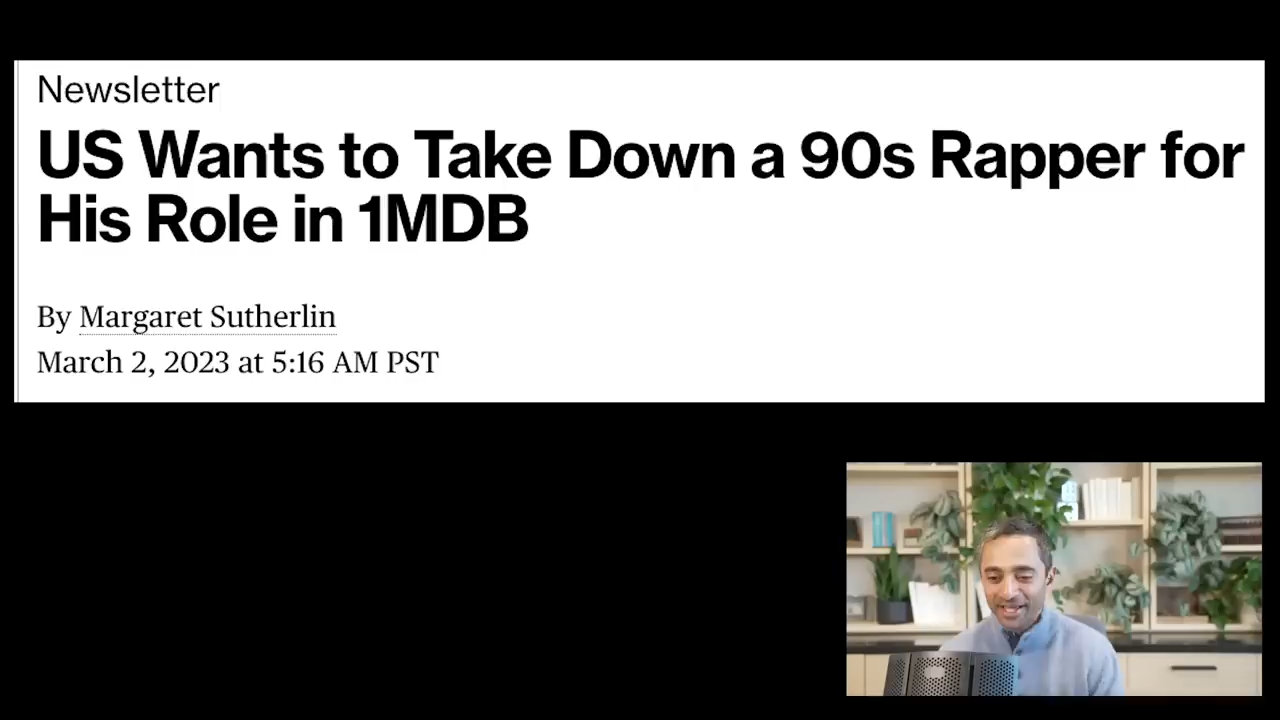 Newsletter
US Wants to Take Down a 90s Rapper for
His Role in 1MDB
By Margaret Sutherlin
March 2, 2023 at 5:16 AM PST